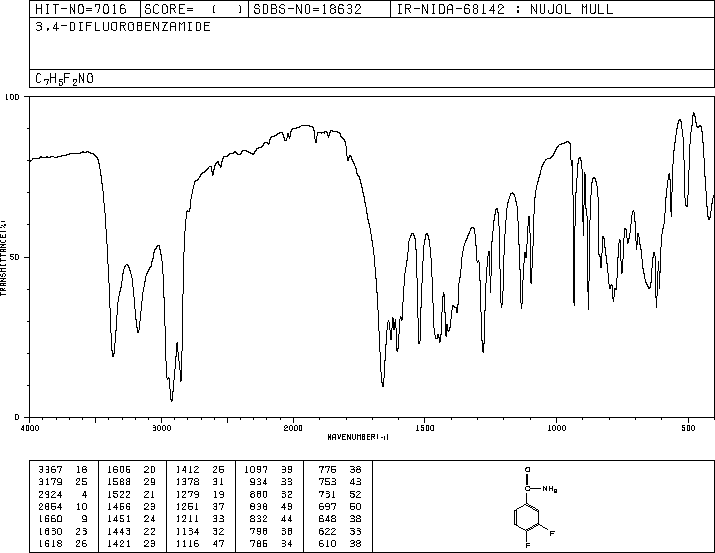 HIT-NO=7016 SCORE= ( ) SDBS-NO=18632 IR-NIDA-68142 : NUJOL MULL
3,4-DIFLUOROBENZAMIDE
C7H5F2NO
100
50
0
TRANSMITTANCE(%)
4000 3000 2000 1500 1000 500
WAVENUMBER(-1)
3367 18 1606 20 1412 26 1097 39 776 38
3179 25 1588 29 1378 31 934 33 753 43
2924 4 1522 21 1279 19 880 32 731 52
2854 10 1466 29 1251 37 838 49 697 50
1660 9 1451 24 1211 33 832 44 648 38
1630 23 1443 22 1134 32 798 38 622 33
1618 26 1421 23 1116 47 786 34 610 38
O
C NH2
F
F